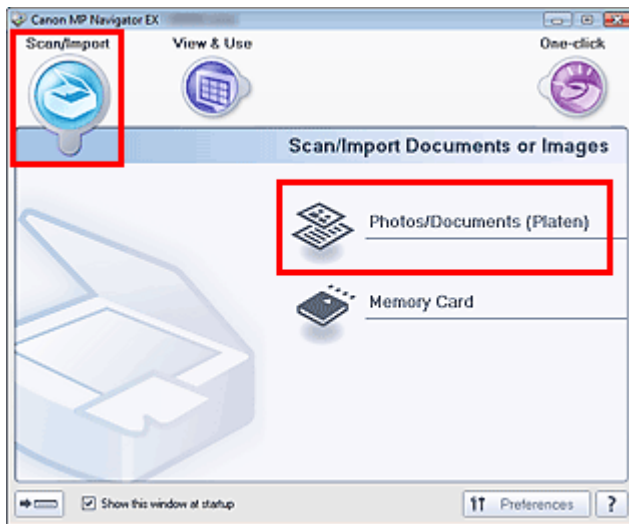 Canon MP Navigator EX
Scan/Import
View & Use
One-click
Scan/Import Documents or Images
Photos/Documents (Platen)
Memory Card
Show this window at startup
Preferences
?